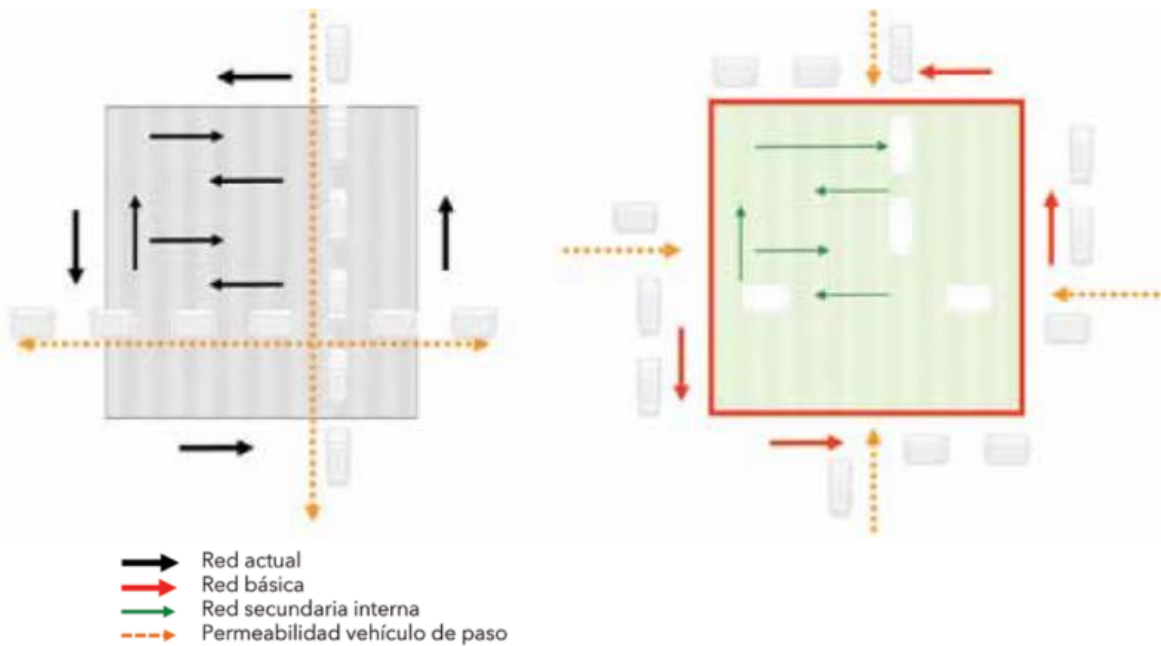 Red actual
Red básica
Red secundaria interna
Permeabilidad vehículo de paso